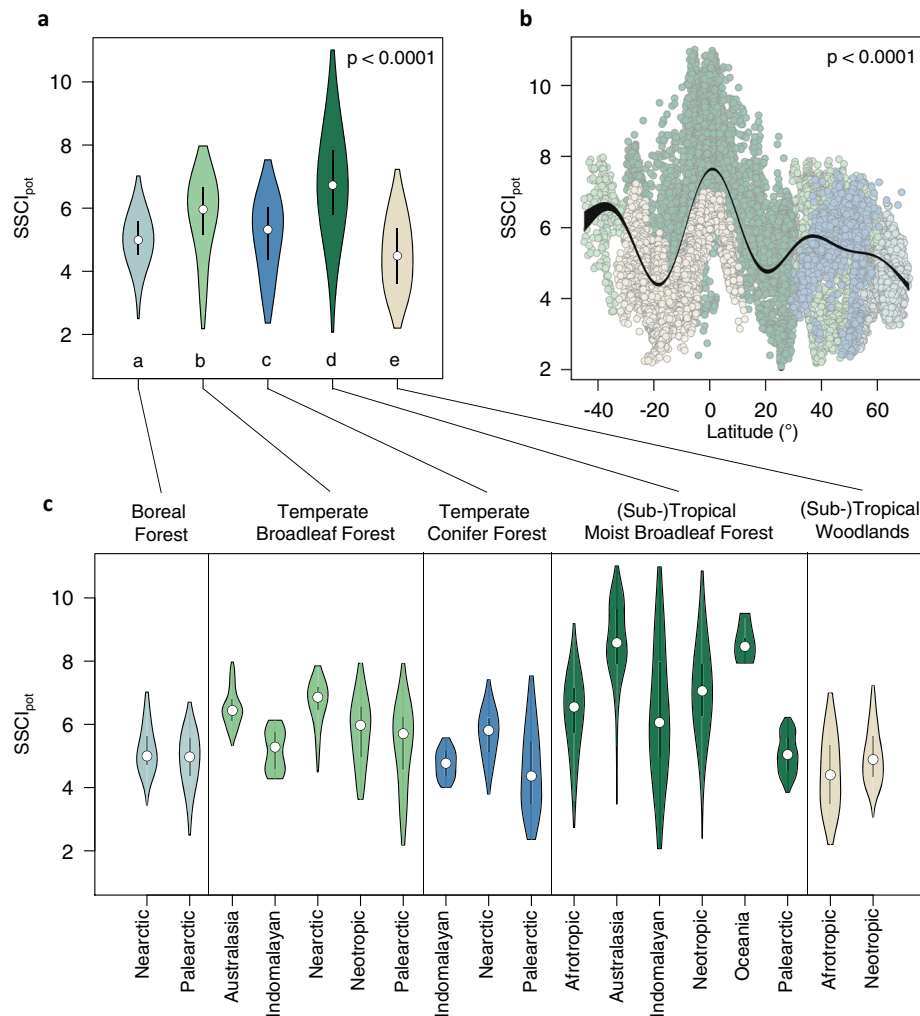 a
p < 0.0001
SSCIpot
10
8
6
4
2
a b c d e
b
p < 0.0001
SSCIpot
10
8
6
4
2
-40 -20 0 20 40 60
Latitude (°)
c
Boreal
Forest
Temperate
Broadleaf Forest
Temperate
Conifer Forest
(Sub-)Tropical
Moist Broadleaf Forest
(Sub-)Tropical
Woodlands
SSCIpot
10
8
6
4
2
Nearctic
Palearctic
Australasia
Indomalayan
Nearctic
Neotropic
Palearctic
Indomalayan
Nearctic
Palearctic
Afrotropic
Australasia
Indomalayan
Neotropic
Oceania
Palearctic
Afrotropic
Neotropic